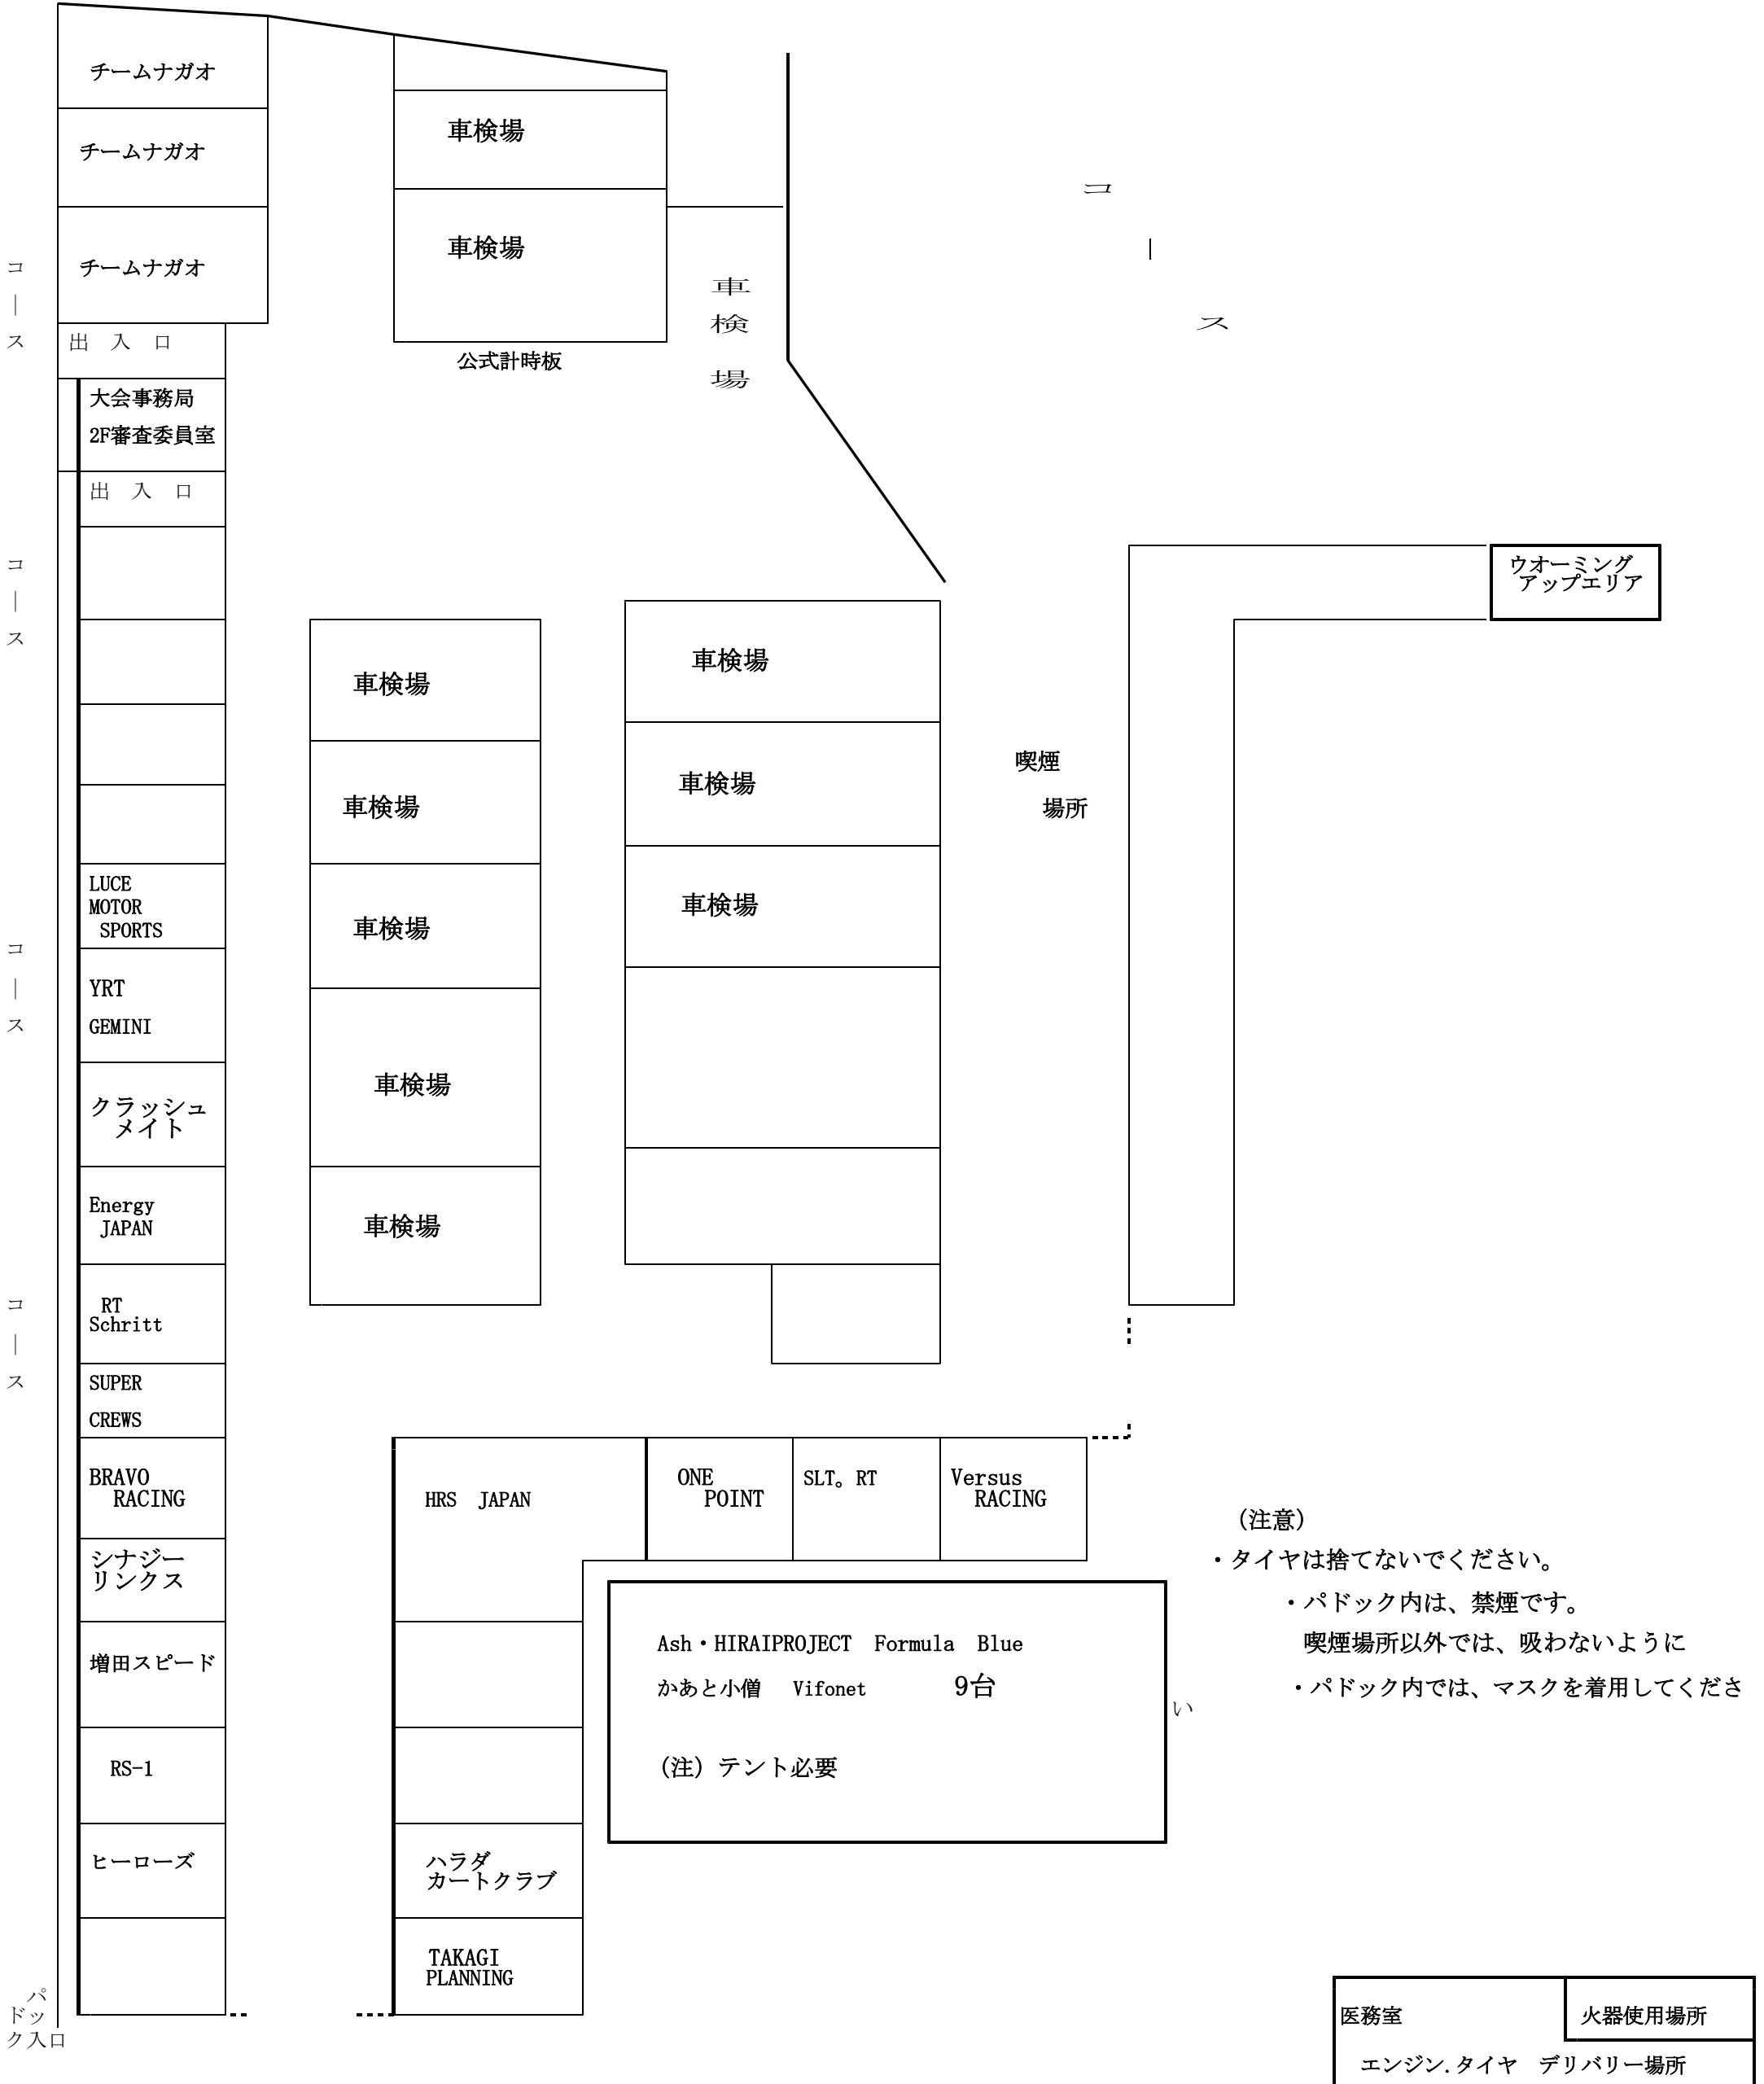 チームナガオ
チームナガオ
チームナガオ
車検場
車検場
公式計時板
車
検
場
コ
ー
ス
コ
ー
ス
出 入 口
大会事務局
2F審査委員室
出 入 口
コ
ー
ス
LUCE
MOTOR
SPORTS
コ
ー
ス
YRT
GEMINI
クラッシュ
メイト
Energy
JAPAN
コ
ー
ス
RT
Schritt
SUPER
CREWS
BRAVO
RACING
シナジー
リンクス
増田スピード
RS-1
ヒーローズ
パ
ドッ
ク入口
車検場
車検場
車検場
車検場
車検場
車検場
車検場
車検場
喫煙
場所
ウオーミング
アップエリア
HRS JAPAN
ONE
POINT
SLT。RT
Versus
RACING
ハラダ
カートクラブ
TAKAGI
PLANNING
Ash・HIRAIPROJECT Formula Blue
かあと小僧 Vifonet 9台
(注) テント必要
(注意)
・タイヤは捨てないでください。
・パドック内は、禁煙です。
喫煙場所以外では、吸わないように
・パドック内では、マスクを着用してくださ
い
医務室
火器使用場所
エンジン.タイヤ デリバリー場所